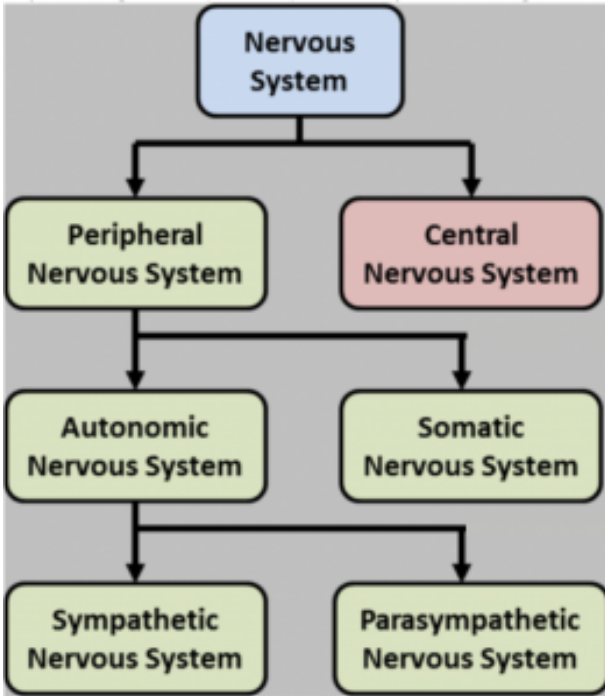 Nervous
System
Peripheral
Nervous System
Central
Nervous System
Autonomic
Nervous System
Somatic
Nervous System
Sympathetic
Nervous System
Parasympathetic
Nervous System